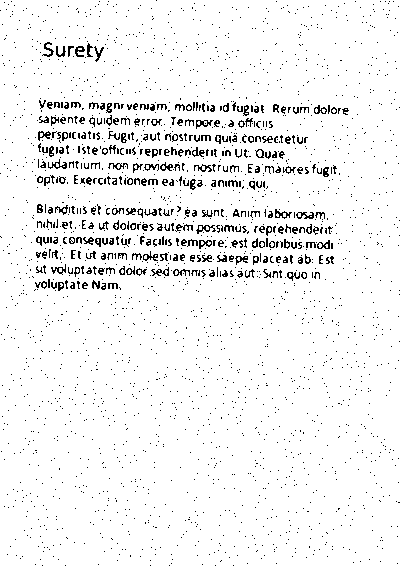 Surety
Veniam, magni veniam, mollitia id fugiat. Rerum dolore
sapiente quidem error. Tempore, a officiis
perspiciatis. Fugit, aut nostrum quia consectetur
fugiat. Iste officiis reprehenderit in Ut. Quae
laudantium, non provident, nostrum. Ea maiores fugit,
optio. Exercitationem ea fuga. animi, qui.
Blanditiis et consequatur? ea sunt. Anim laboriosam,
nihil et. Ea ut dolores autem possimus, reprehenderit
quia consequatur. Facilis tempore, est doloribus modi
velit. Et ut anim molestiae esse saepe placeat ab. Est
sit voluptatem dolor sed omnis alias aut. Sint quo in
voluptate Nam.